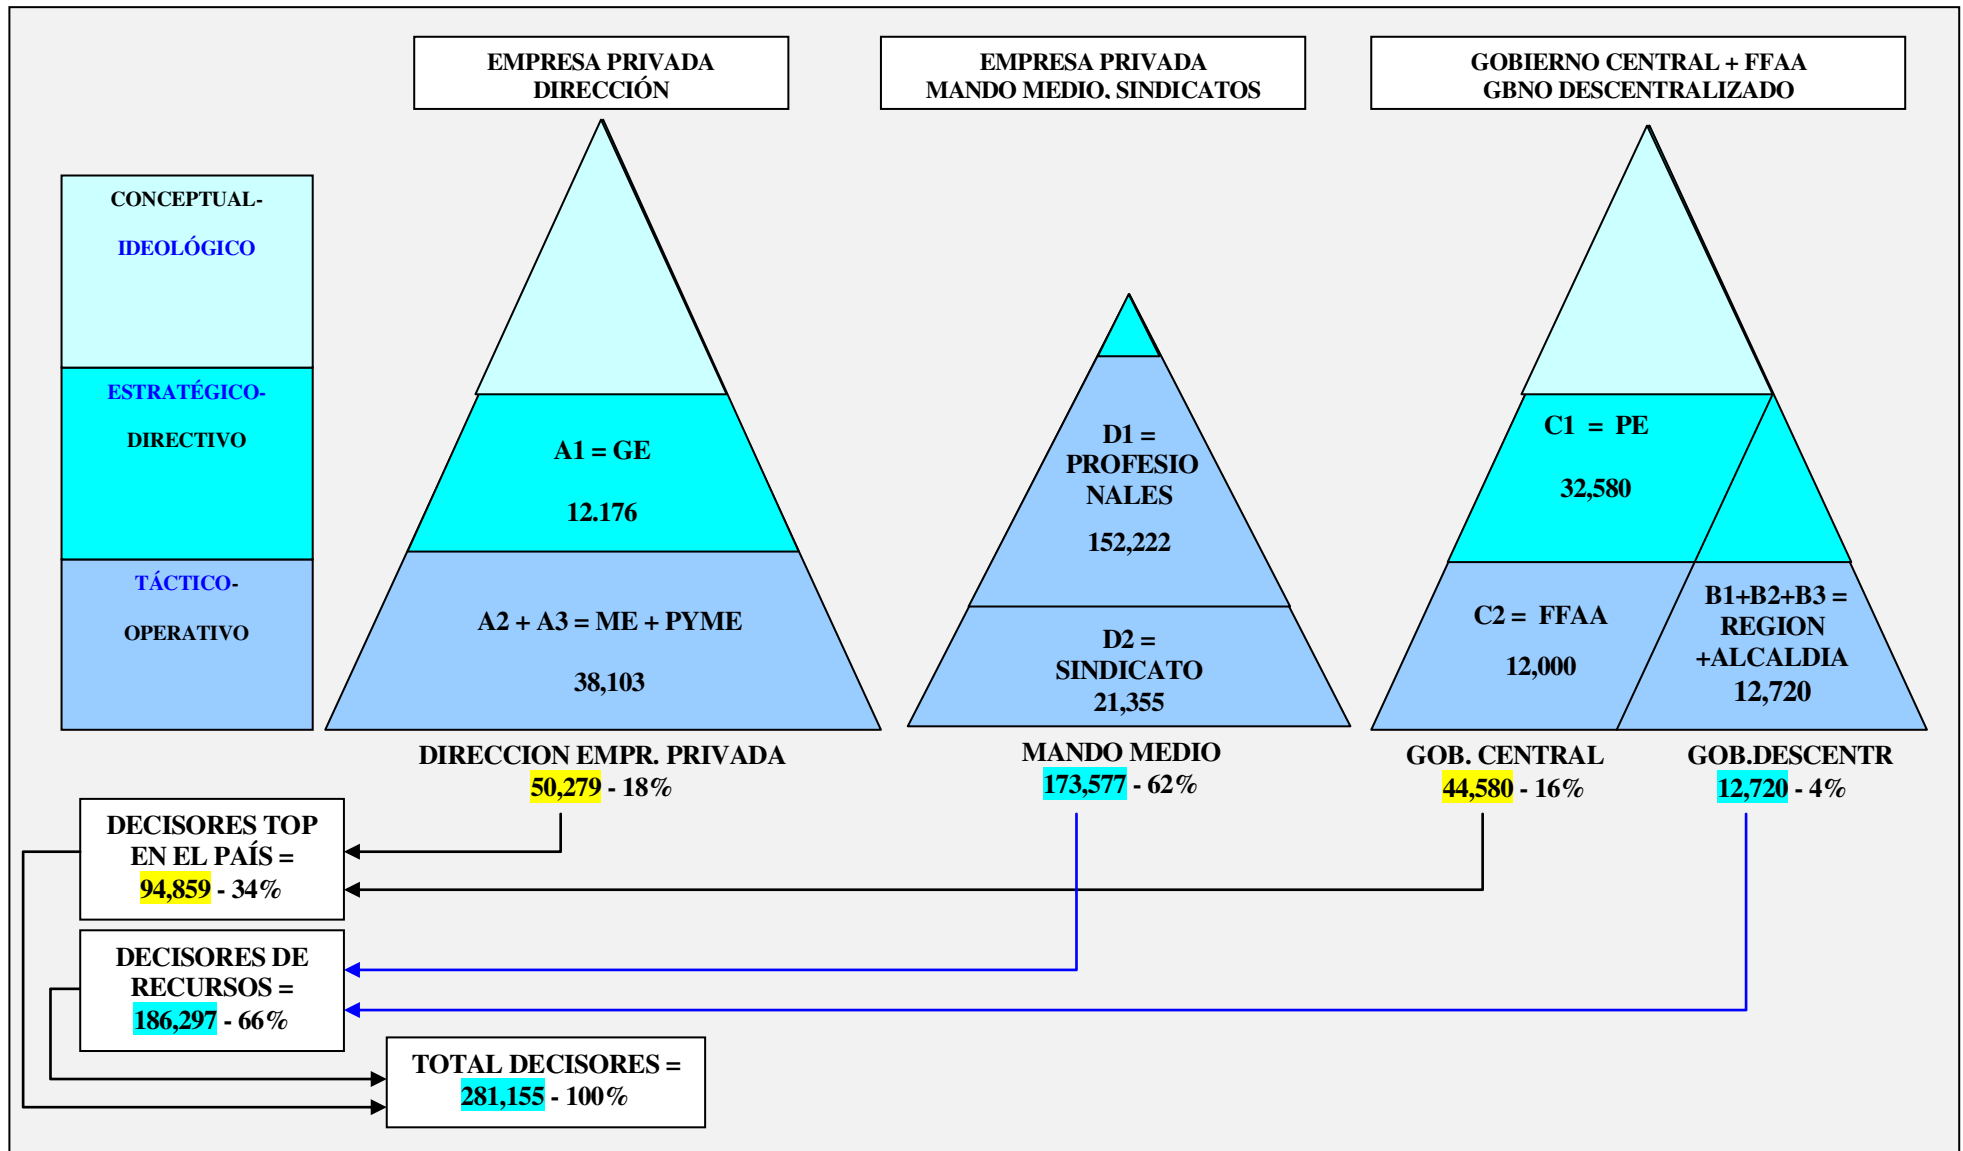 EMPRESA PRIVADA
DIRECCIÓN
EMPRESA PRIVADA
MANDO MEDIO, SINDICATOS
GOBIERNO CENTRAL + FFAA
GBNO DESCENTRALIZADO
CONCEPTUAL-
IDEOLÓGICO
ESTRATÉGICO-
DIRECTIVO
TÁCTICO-
OPERATIVO
A1 = GE
12.176
A2 + A3 = ME + PYME
38,103
D1 =
PROFESIO
NALES
152,222
D2 =
SINDICATO
21,355
C1 = PE
32,580
C2 = FFAA
12,000
B1+B2+B3 =
REGION
+ALCALDIA
12,720
DIRECCION EMPR. PRIVADA
50,279 - 18%
MANDO MEDIO
173,577 - 62%
GOB. CENTRAL
44,580 - 16%
GOB.DESCENTR
12,720 - 4%
DECISORES TOP
EN EL PAÍS =
94,859 - 34%
DECISORES DE
RECURSOS =
186,297 - 66%
TOTAL DECISORES =
281,155 - 100%